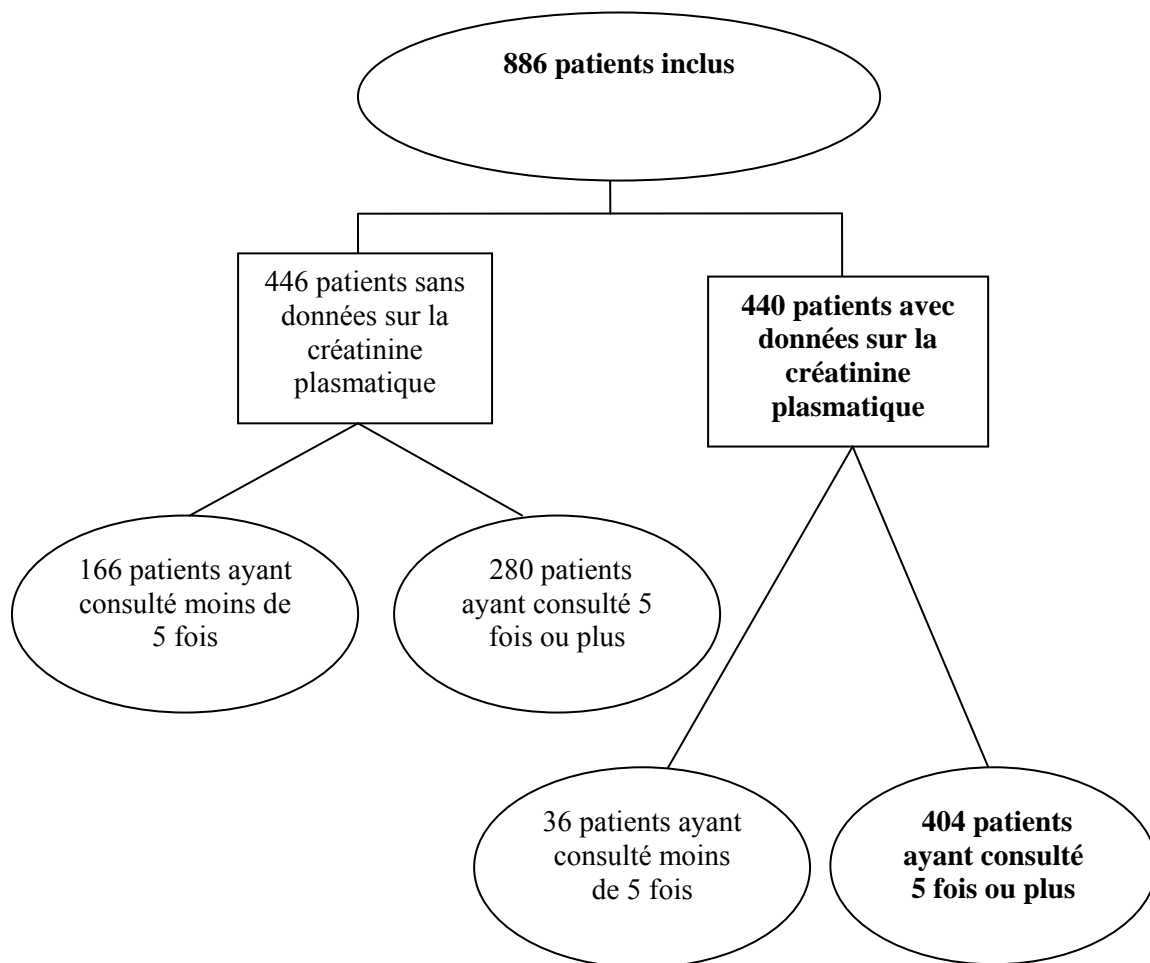 886 patients inclus
446 patients sans
données sur la
créatinine
plasmatique
440 patients avec
données sur la
créatinine
plasmatique
166 patients ayant
consulté moins de
5 fois
280 patients
ayant consulté 5
fois ou plus
36 patients ayant
consulté moins
de 5 fois
404 patients
ayant consulté
5 fois ou plus